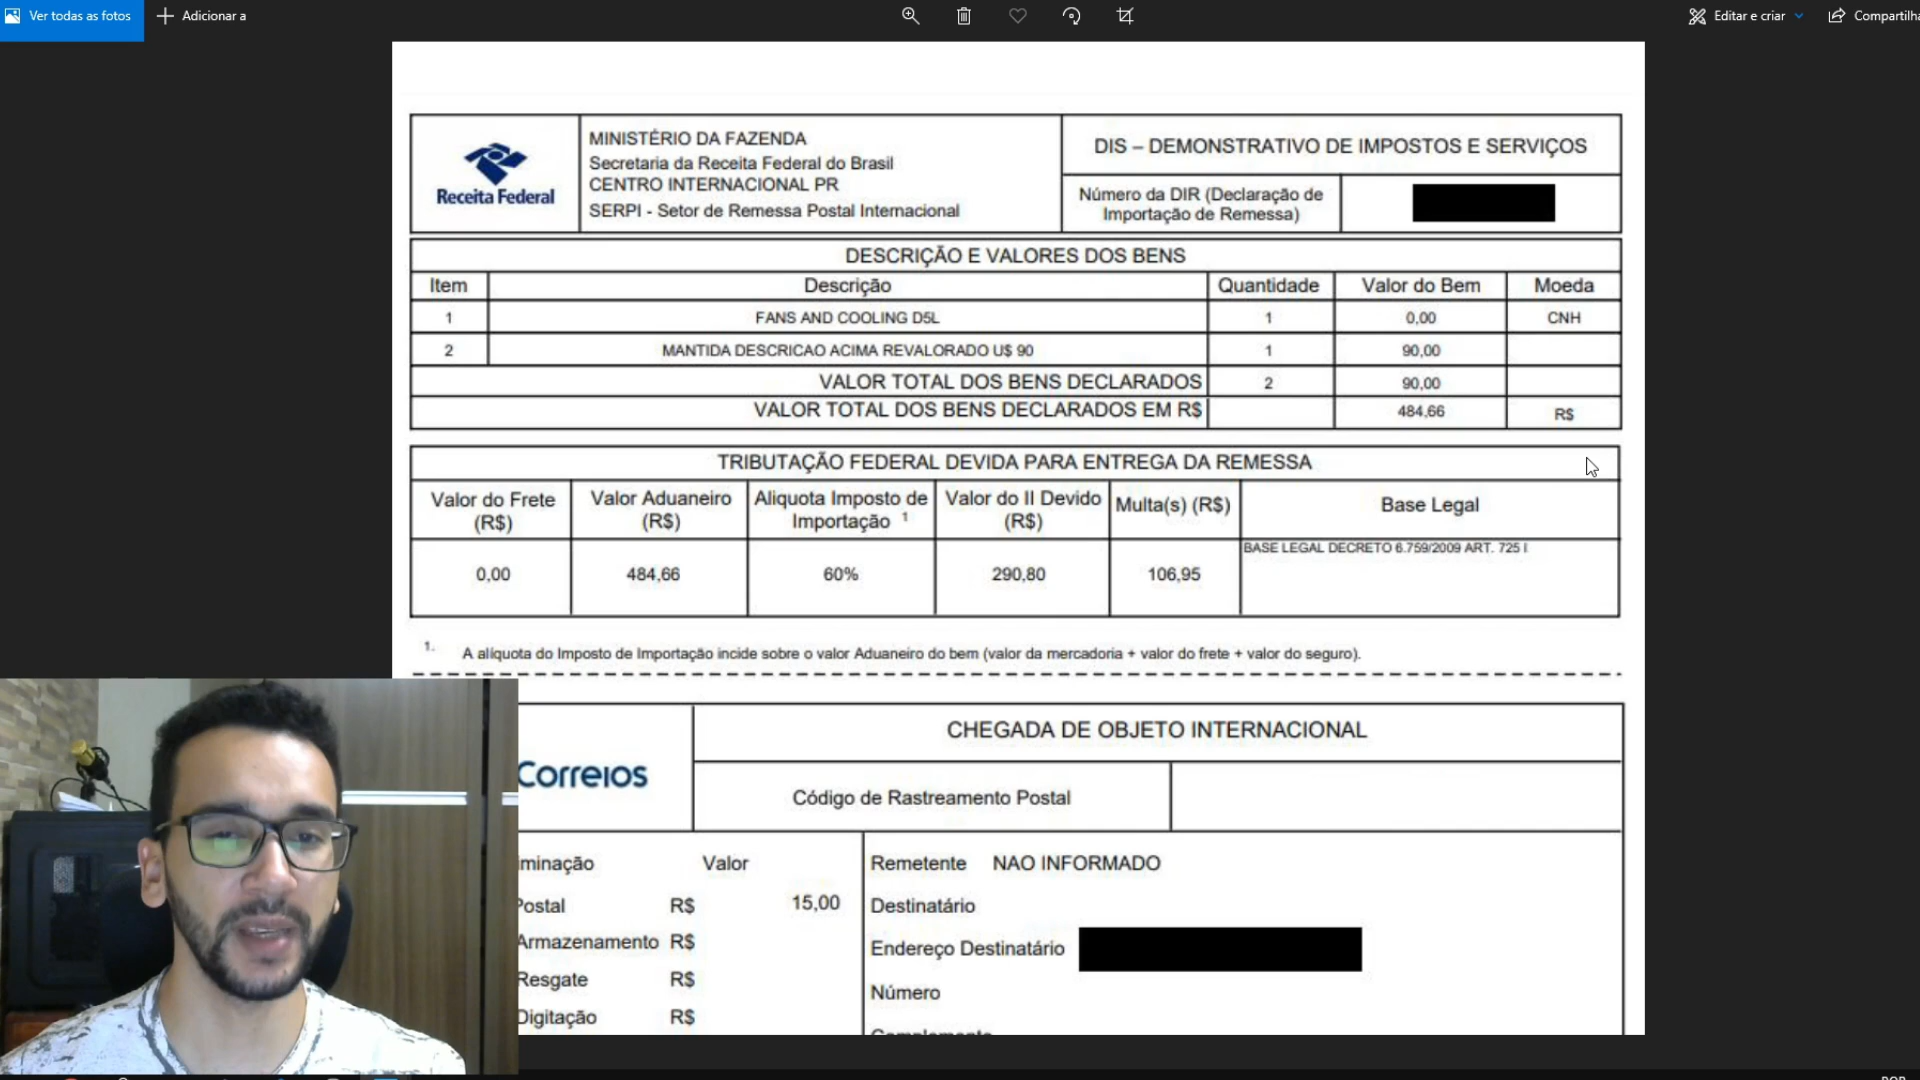 Ver todas as fotos
Adicionar a
Editar e criar
Compartilha
Receita Federal
MINISTÉRIO DA FAZENDA
Secretaria da Receita Federal do Brasil
CENTRO INTERNACIONAL PR
SERPI - Setor de Remessa Postal Internacional
DIS – DEMONSTRATIVO DE IMPOSTOS E SERVIÇOS
Número da DIR (Declaração de
Importação de Remessa)
DESCRIÇÃO E VALORES DOS BENS
Item Descrição Quantidade Valor do Bem Moeda
1 FANS AND COOLING D5L 1 0,00 CNH
2 MANTIDA DESCRICAO ACIMA REVALORADO U$ 90 1 90,00
VALOR TOTAL DOS BENS DECLARADOS 2 90,00
VALOR TOTAL DOS BENS DECLARADOS EM R$ 484,66 R$
TRIBUTAÇÃO FEDERAL DEVIDA PARA ENTREGA DA REMESSA
Valor do Frete (R$) Valor Aduaneiro (R$) Aliquota Imposto de Importação 1 Valor do II Devido (R$) Multa(s) (R$) Base Legal
BASE LEGAL DECRETO 6.759/2009 ART. 725 I
0,00 484,66 60% 290,80 106,95
1. A alíquota do Imposto de Importação incide sobre o valor Aduaneiro do bem (valor da mercadoria + valor do frete + valor do seguro).
Correios
CHEGADA DE OBJETO INTERNACIONAL
Código de Rastreamento Postal
iminação Valor
Postal R$ 15,00
Armazenamento R$
Resgate R$
Digitação R$
Remetente NAO INFORMADO
Destinatário
Endereço Destinatário
Número
Complemento